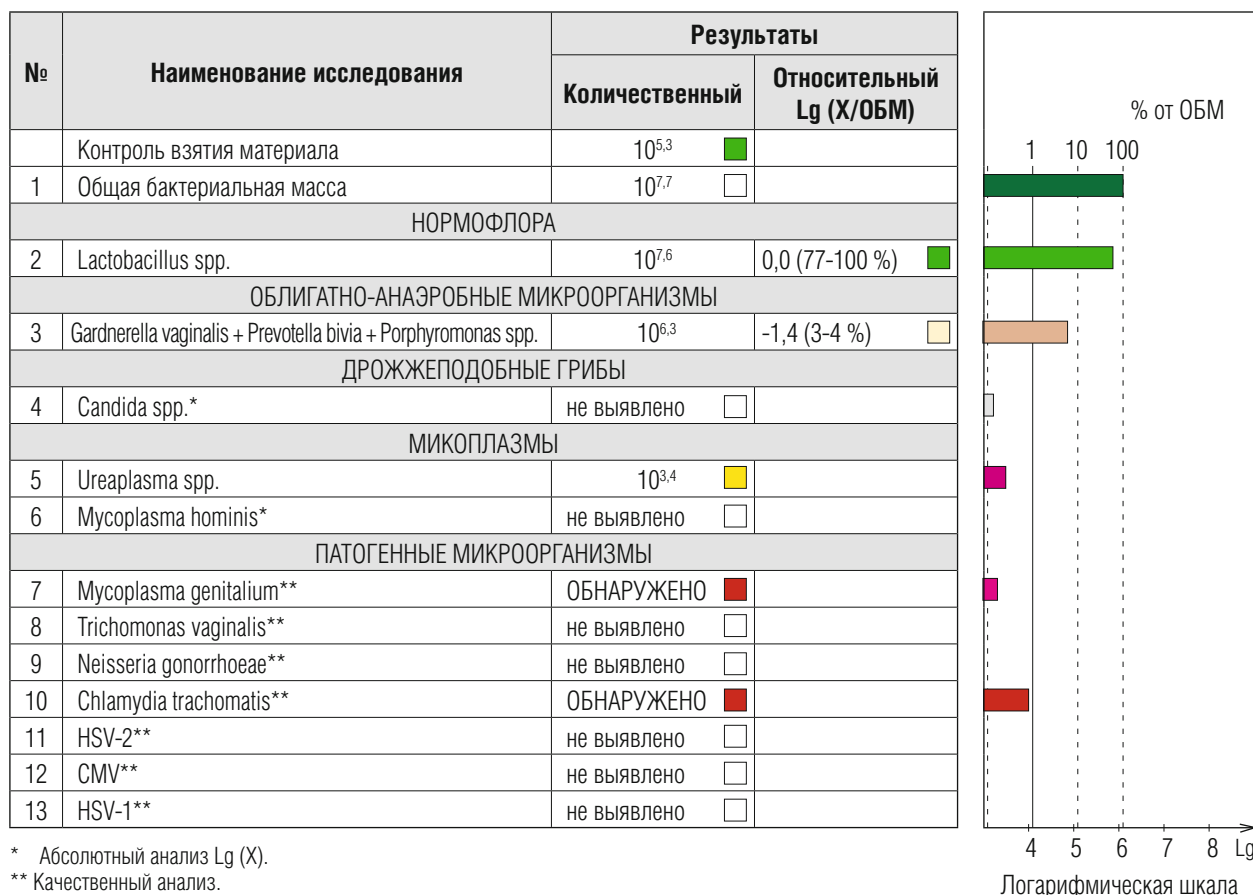 № Наименование исследования Результаты
Количественный Относительный Lg (X/ОБМ)
Контроль взятия материала 10^5,3
1 Общая бактериальная масса 10^7,7
НОРМОФЛОРА
2 Lactobacillus spp. 10^7,6 0,0 (77-100 %)
ОБЛИГАТНО-АНАЭРОБНЫЕ МИКРООРГАНИЗМЫ
3 Gardnerella vaginalis + Prevotella bivia + Porphyromonas spp. 10^6,3 -1,4 (3-4 %)
ДРОЖЖЕПОДОБНЫЕ ГРИБЫ
4 Candida spp.* не выявлено
МИКОПЛАЗМЫ
5 Ureaplasma spp. 10^3,4
6 Mycoplasma hominis* не выявлено
ПАТОГЕННЫЕ МИКРООРГАНИЗМЫ
7 Mycoplasma genitalium** ОБНАРУЖЕНО
8 Trichomonas vaginalis** не выявлено
9 Neisseria gonorrhoeae** не выявлено
10 Chlamydia trachomatis** ОБНАРУЖЕНО
11 HSV-2** не выявлено
12 CMV** не выявлено
13 HSV-1** не выявлено
* Абсолютный анализ Lg (X).
** Качественный анализ.
% от ОБМ
1 10 100
4 5 6 7 8 Lg
Логарифмическая шкала